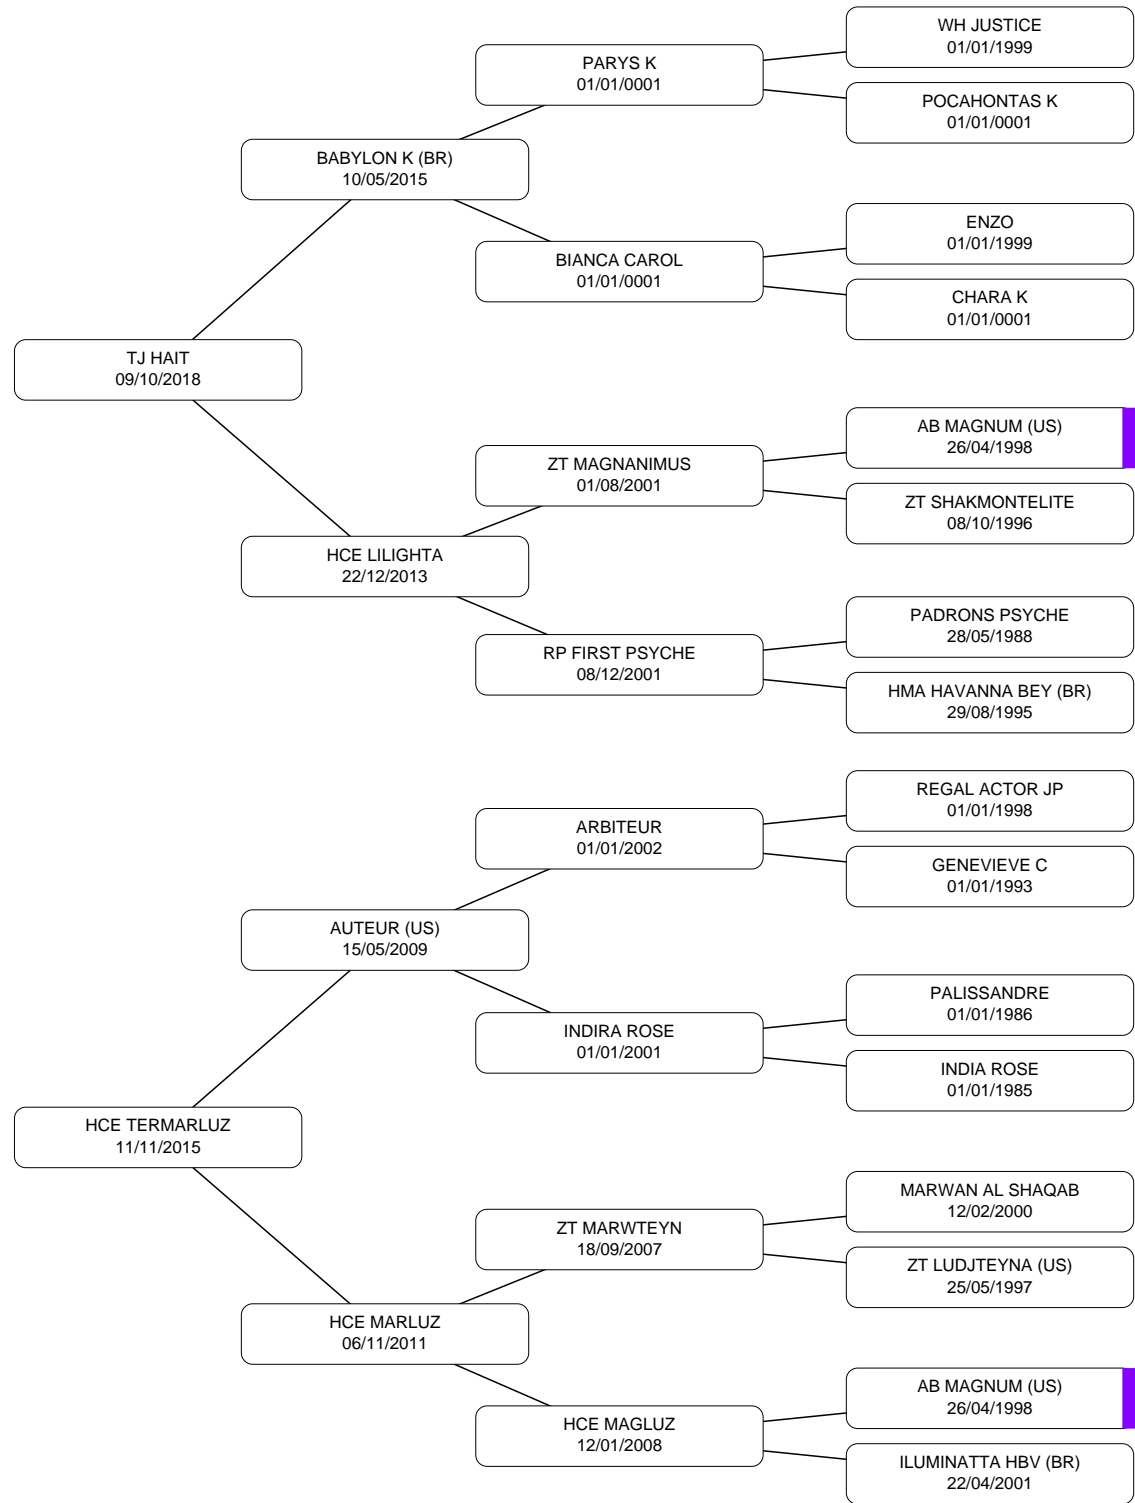 WH JUSTICE
01/01/1999
PARYS K
01/01/0001
POCAHONTAS K
01/01/0001
BABYLON K (BR)
10/05/2015
ENZO
01/01/1999
BIANCA CAROL
01/01/0001
CHARA K
01/01/0001
TJ HAIT
09/10/2018
AB MAGNUM (US)
26/04/1998
ZT MAGNANIMUS
01/08/2001
ZT SHAKMONTELITE
08/10/1996
HCE LILIGHTA
22/12/2013
PADRONS PSYCHE
28/05/1988
RP FIRST PSYCHE
08/12/2001
HMA HAVANNA BEY (BR)
29/08/1995
REGAL ACTOR JP
01/01/1998
ARBITEUR
01/01/2002
GENEVIEVE C
01/01/1993
AUTEUR (US)
15/05/2009
PALISSANDRE
01/01/1986
INDIRA ROSE
01/01/2001
INDIA ROSE
01/01/1985
HCE TERMARLUZ
11/11/2015
MARWAN AL SHAQAB
12/02/2000
ZT MARWTEYN
18/09/2007
ZT LUDJTEYNA (US)
25/05/1997
HCE MARLUZ
06/11/2011
AB MAGNUM (US)
26/04/1998
HCE MAGLUZ
12/01/2008
ILUMINATTA HBV (BR)
22/04/2001